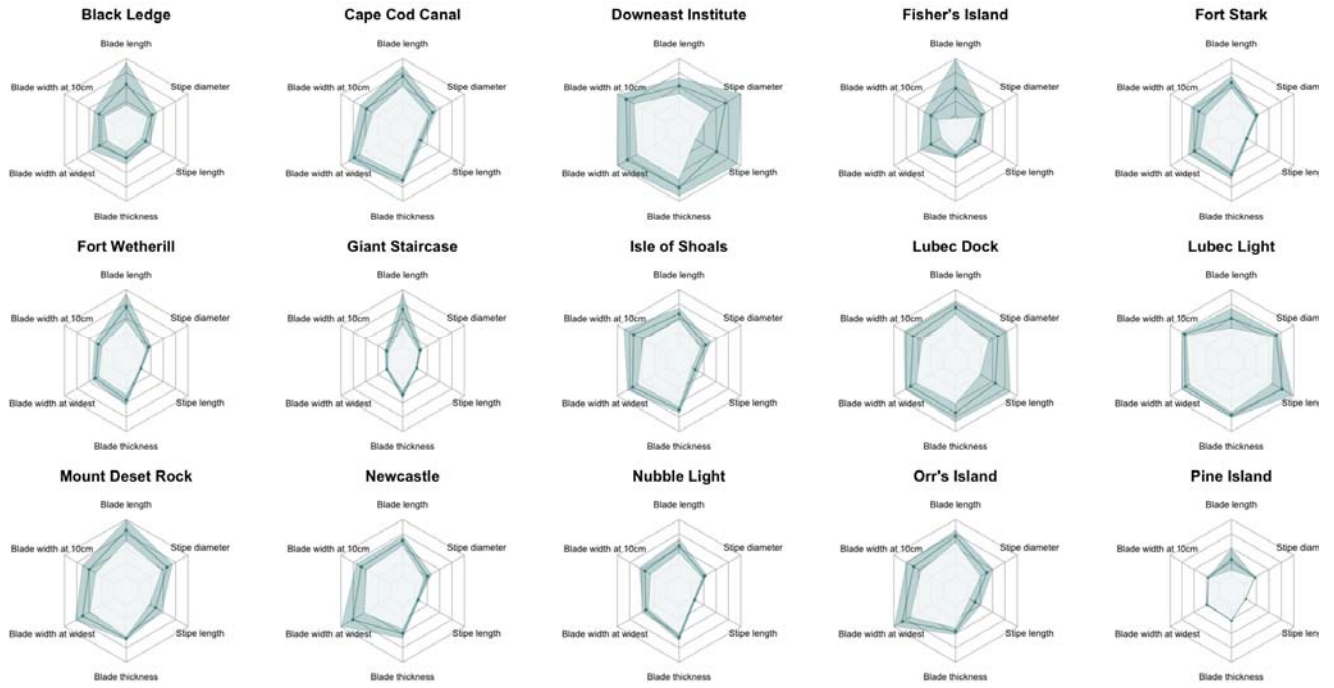 Black Ledge
Blade length
Blade width at 10cm
Stipe diameter
Blade width at widest
Stipe length
Blade thickness
Cape Cod Canal
Blade length
Blade width at 10cm
Stipe diameter
Blade width at widest
Stipe length
Blade thickness
Downeast Institute
Blade length
Blade width at 10cm
Stipe diameter
Blade width at widest
Stipe length
Blade thickness
Fisher's Island
Blade length
Blade width at 10cm
Stipe diameter
Blade width at widest
Stipe length
Blade thickness
Fort Stark
Blade length
Blade width at 10cm
Stipe diam
Blade width at widest
Stipe leng
Blade thickness
Fort Wetherill
Blade length
Blade width at 10cm
Stipe diameter
Blade width at widest
Stipe length
Blade thickness
Giant Staircase
Blade length
Blade width at 10cm
Stipe diameter
Blade width at widest
Stipe length
Blade thickness
Isle of Shoals
Blade length
Blade width at 10cm
Stipe diameter
Blade width at widest
Stipe length
Blade thickness
Lubec Dock
Blade length
Blade width at 10cm
Stipe diameter
Blade width at widest
Stipe length
Blade thickness
Lubec Light
Blade length
Blade width at 10cm
Stipe diam
Blade width at widest
Stipe leng
Blade thickness
Mount Deset Rock
Blade length
Blade width at 10cm
Stipe diameter
Blade width at widest
Stipe length
Blade thickness
Newcastle
Blade length
Blade width at 10cm
Stipe diameter
Blade width at widest
Stipe length
Blade thickness
Nubble Light
Blade length
Blade width at 10cm
Stipe diameter
Blade width at widest
Stipe length
Blade thickness
Orr's Island
Blade length
Blade width at 10cm
Stipe diameter
Blade width at widest
Stipe length
Blade thickness
Pine Island
Blade length
Blade width at 10cm
Stipe diam
Blade width at widest
Stipe leng
Blade thickness